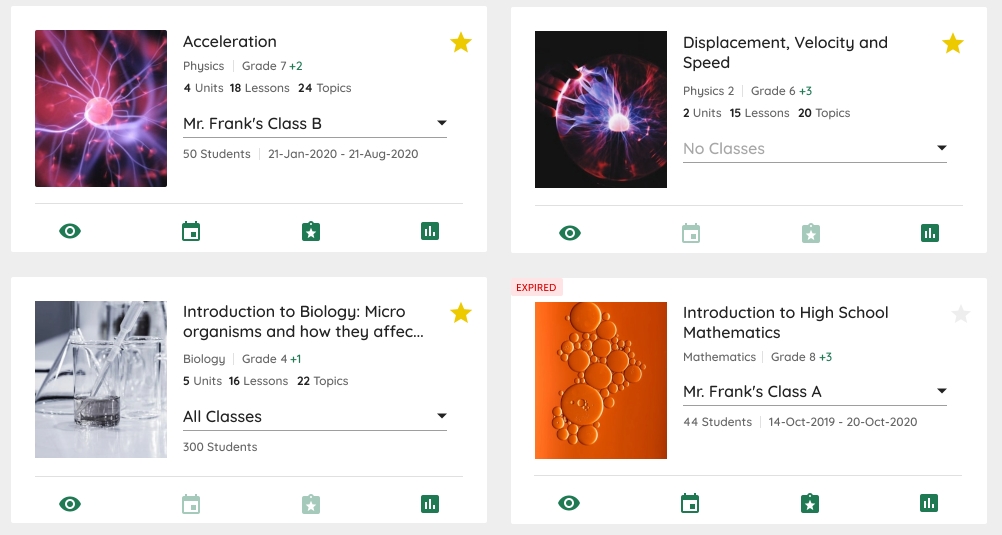 Acceleration
Physics | Grade 7 +2
4 Units 18 Lessons 24 Topics
Mr. Frank's Class B
50 Students | 21-Jan-2020 - 21-Aug-2020
Displacement, Velocity and
Speed
Physics 2 | Grade 6 +3
2 Units 15 Lessons 20 Topics
No Classes
Introduction to Biology: Micro
organisms and how they affec...
Biology | Grade 4 +1
5 Units 16 Lessons 22 Topics
All Classes
300 Students
EXPIRED
Introduction to High School
Mathematics
Mathematics | Grade 8 +3
Mr. Frank's Class A
44 Students | 14-Oct-2019 - 20-Oct-2020